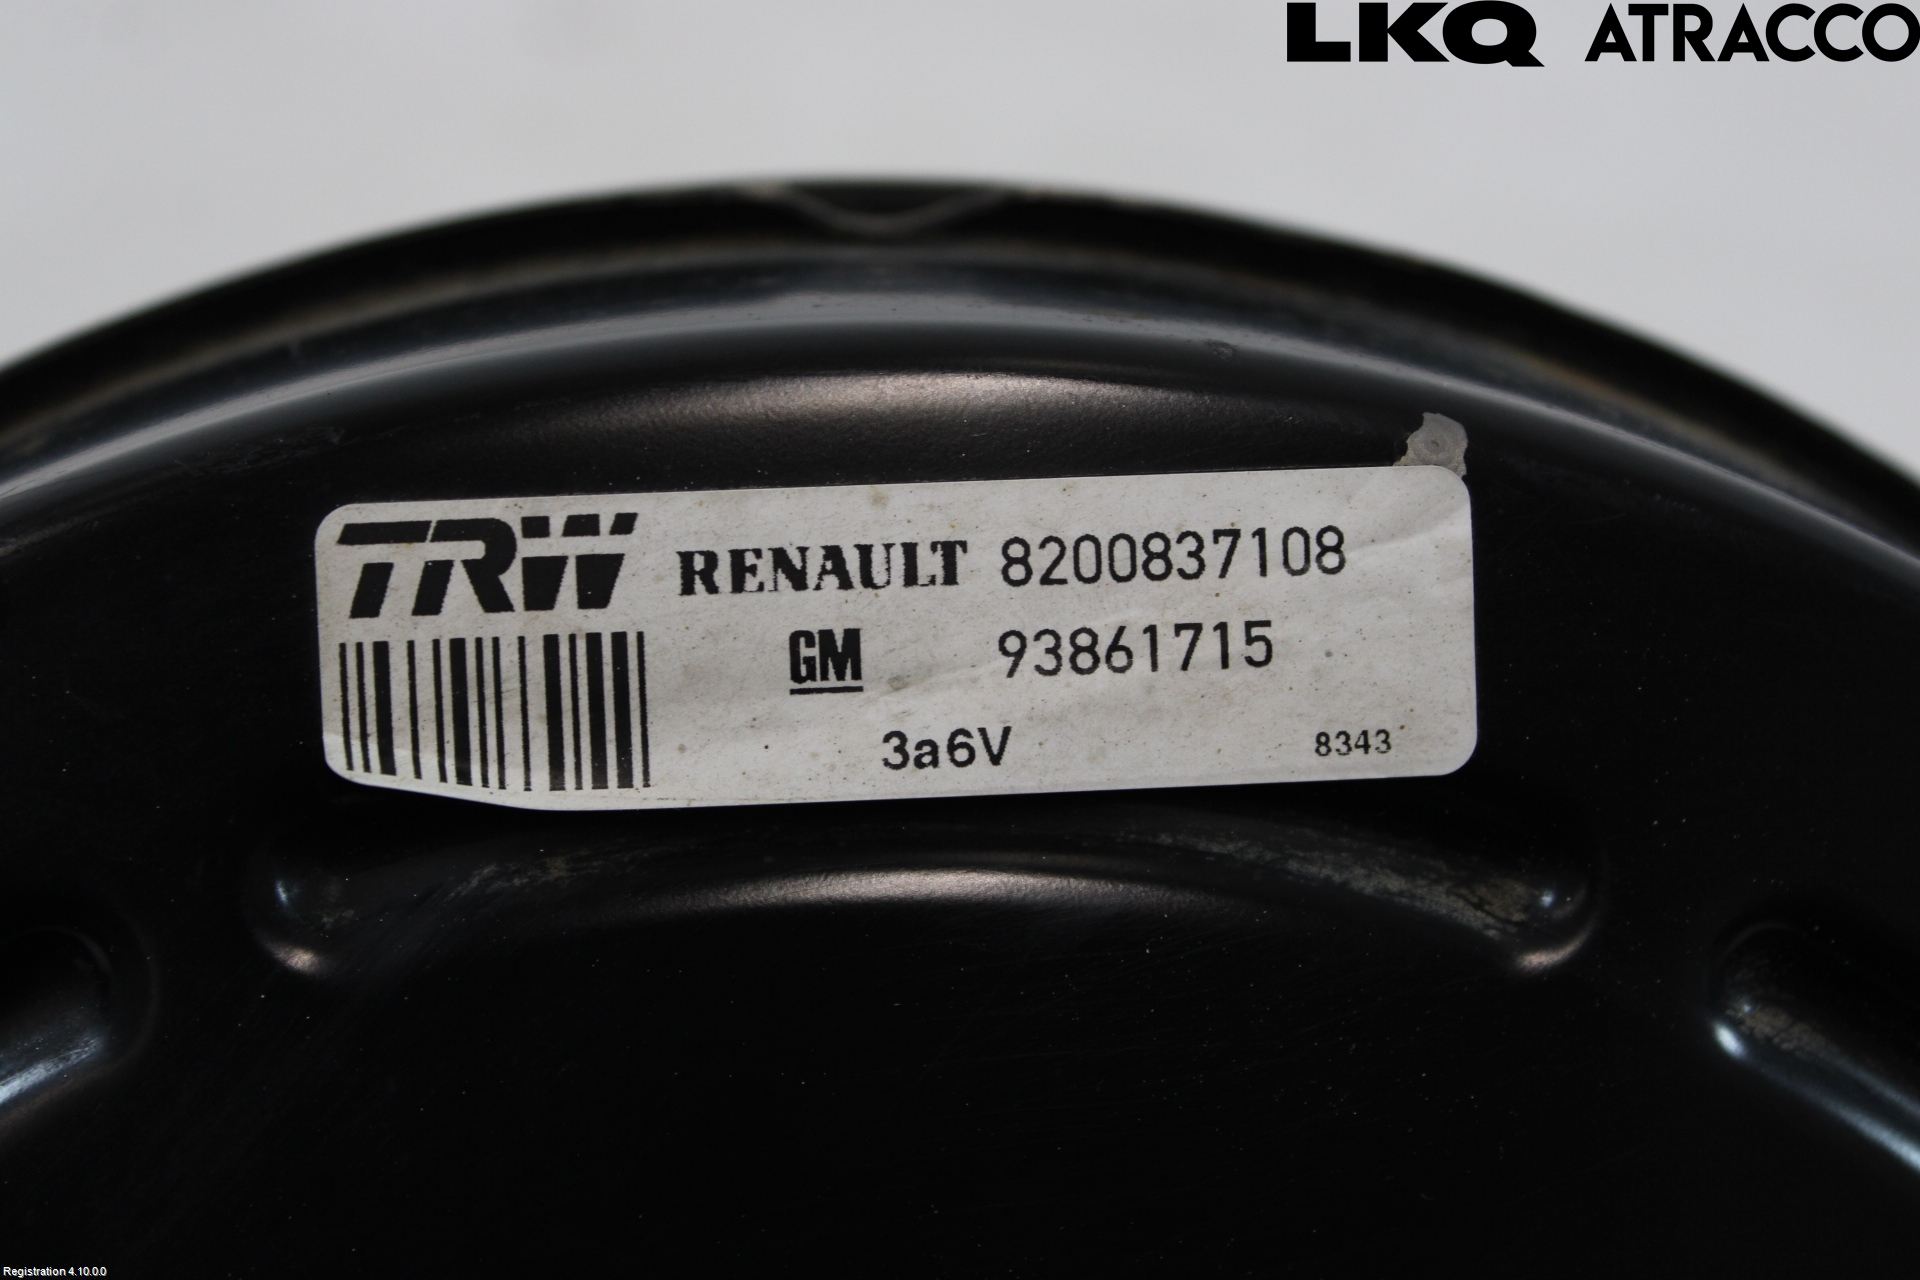 LKQ ATRACCO
TRW RENAULT 8200837108
GM 93861715
3a6V 8343
Registration 4.10.0.0